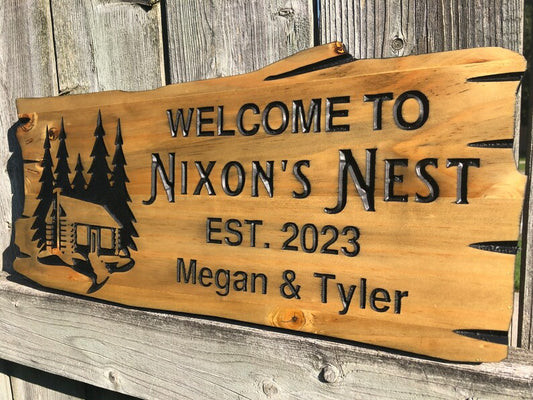 WELCOME TO
NIXON'S NEST
EST. 2023
Megan & Tyler